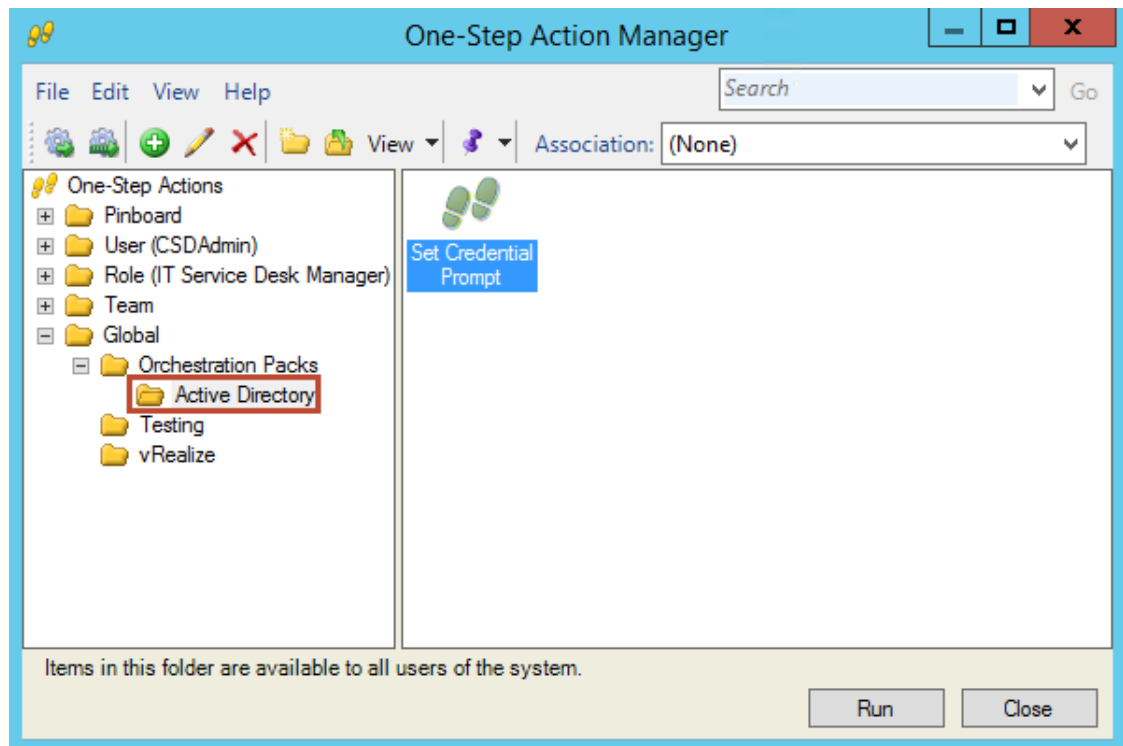 One-Step Action Manager
File Edit View Help
Search
Go
View
Association:
(None)
One-Step Actions
Pinboard
User (CSDAdmin)
Role (IT Service Desk Manager)
Team
Global
Orchestration Packs
Active Directory
Testing
vRealize
Set Credential
Prompt
Items in this folder are available to all users of the system.
Run
Close